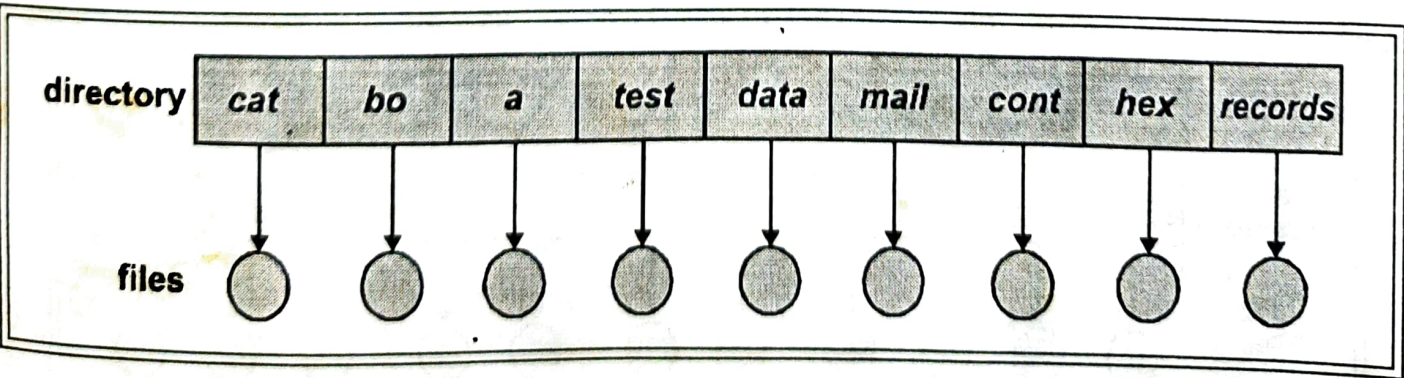 directory cat bo a test data mail cont hex records
files